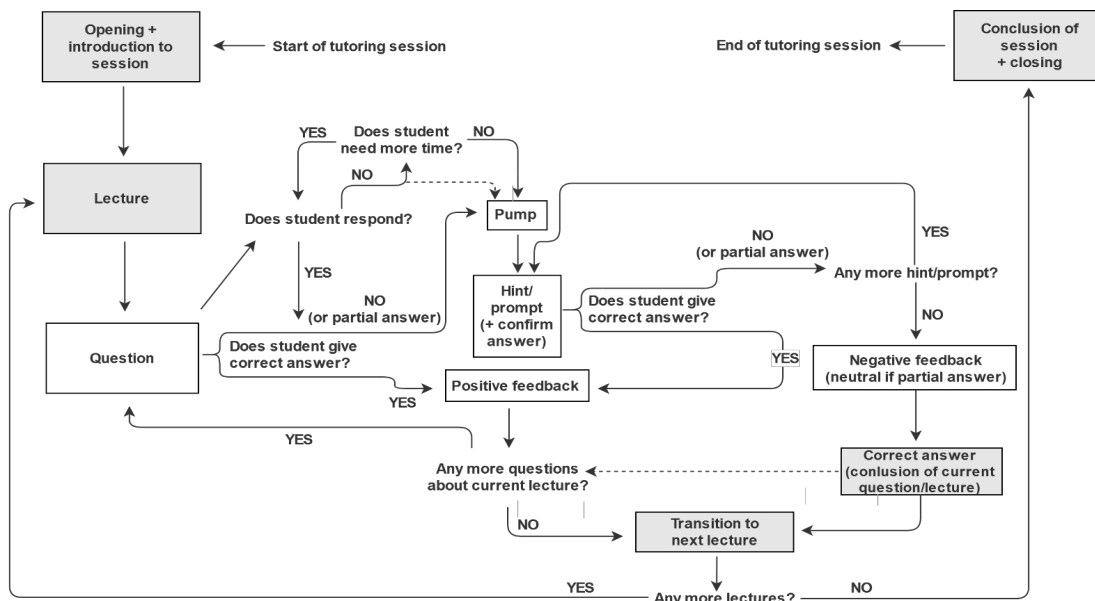 Opening +
introduction to
session
Start of tutoring session
End of tutoring session
Conclusion of
session
+ closing
YES
Does student
need more time?
NO
Lecture
NO
Does student respond?
Pump
YES
NO
(or partial answer)
YES
Any more hint/prompt?
NO
(or partial answer)
Hint/
prompt
(+ confirm
answer)
Does student give
correct answer?
NO
Question
Does student give
correct answer?
YES
YES
Positive feedback
Negative feedback
(neutral if partial answer)
YES
Any more questions
about current lecture?
Correct answer
(conlusion of current
question/lecture)
NO
Transition to
next lecture
YES
Any more lectures?
NO